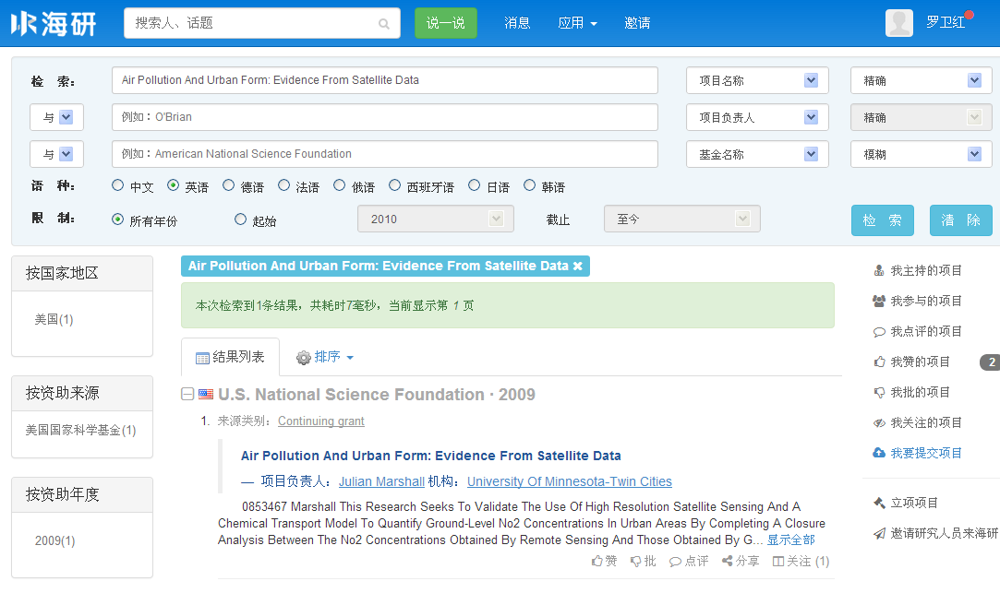 海研 搜索人、话题 说一说 消息 应用 邀请 罗卫红
检 索: Air Pollution And Urban Form: Evidence From Satellite Data 项目名称 精确
与 例如：O'Brian 项目负责人 精确
与 例如：American National Science Foundation 基金名称 模糊
语 种: 中文 英语 德语 法语 俄语 西班牙语 日语 韩语
限 制: 所有年份 起始 2010 截止 至今 检 索 清 除
按国家地区
美国(1)
按资助来源
美国国家科学基金(1)
按资助年度
2009(1)
Air Pollution And Urban Form: Evidence From Satellite Data ✖
本次检索到1条结果，共耗时7毫秒，当前显示第 1 页
结果列表 排序
U.S. National Science Foundation · 2009
1. 来源类别: Continuing grant
Air Pollution And Urban Form: Evidence From Satellite Data
— 项目负责人: Julian Marshall 机构: University Of Minnesota-Twin Cities
0853467 Marshall This Research Seeks To Validate The Use Of High Resolution Satellite Sensing And A
Chemical Transport Model To Quantify Ground-Level No2 Concentrations In Urban Areas By Completing A Closure
Analysis Between The No2 Concentrations Obtained By Remote Sensing And Those Obtained By G... 显示全部
赞 批 点评 分享 关注 (1)
我主持的项目
我参与的项目
我点评的项目
我赞的项目 2
我批的项目
我关注的项目
我要提交项目
立项项目
邀请研究人员来海研